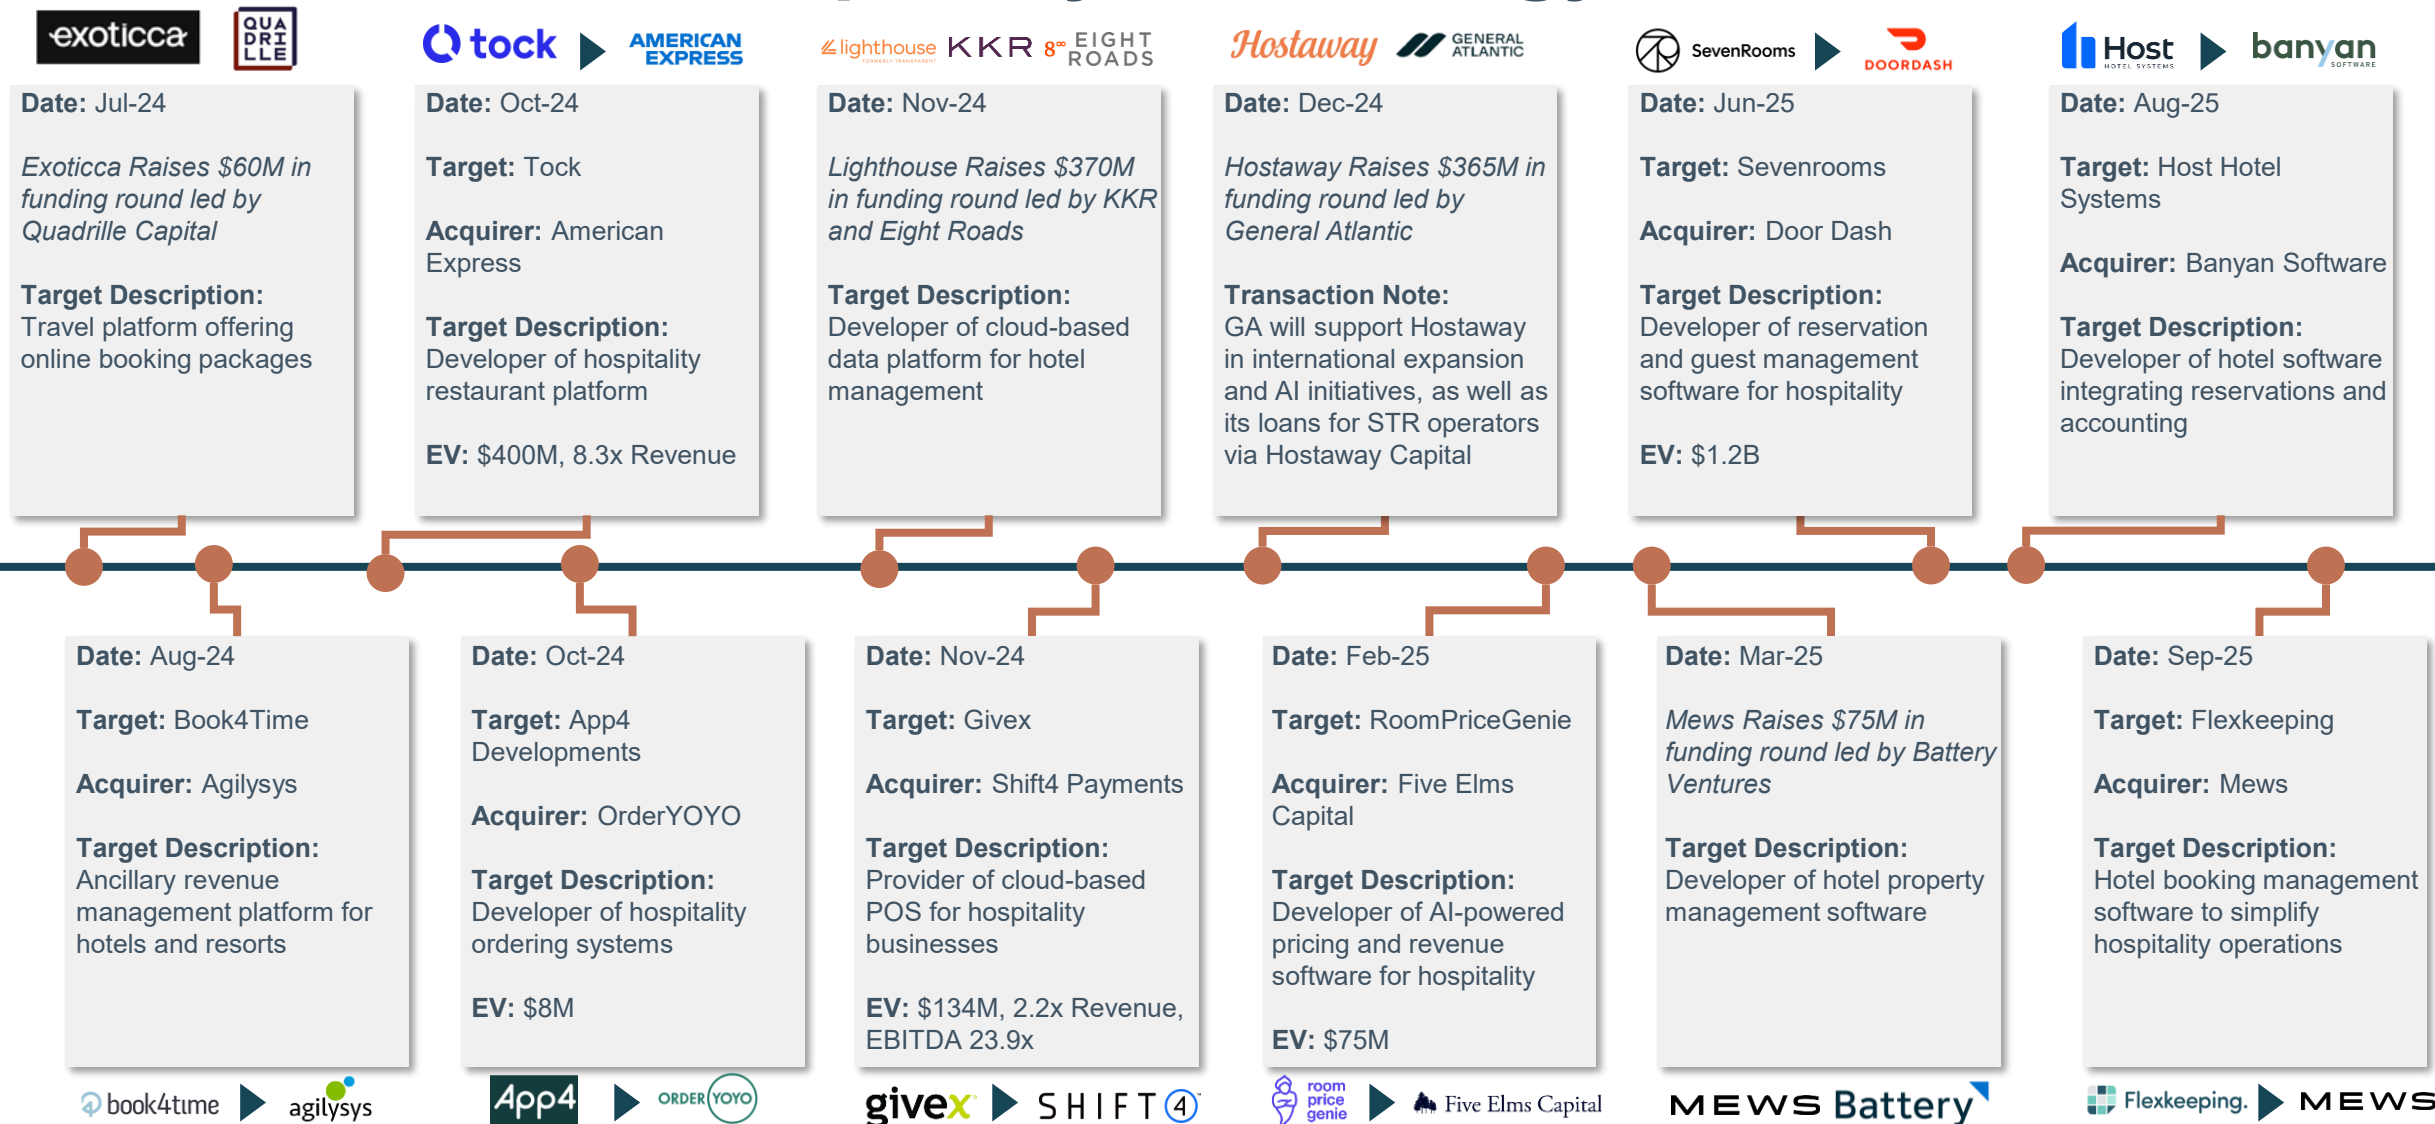 exoticca
QUA
DRI
LLE
tock
AMERICAN
EXPRESS
lighthouse
FORMERLY TRANSPARENT
KKR
8∞ EIGHT
ROADS
Hostaway
GENERAL
ATLANTIC
SevenRooms
DOORDASH
Host
HOTEL SYSTEMS
banyan
SOFTWARE
Date: Jul-24
Exoticca Raises $60M in
funding round led by
Quadrille Capital
Target Description:
Travel platform offering
online booking packages
Date: Oct-24
Target: Tock
Acquirer: American
Express
Target Description:
Developer of hospitality
restaurant platform
EV: $400M, 8.3x Revenue
Date: Nov-24
Lighthouse Raises $370M
in funding round led by KKR
and Eight Roads
Target Description:
Developer of cloud-based
data platform for hotel
management
Date: Dec-24
Hostaway Raises $365M in
funding round led by
General Atlantic
Transaction Note:
GA will support Hostaway
in international expansion
and AI initiatives, as well as
its loans for STR operators
via Hostaway Capital
Date: Jun-25
Target: Sevenrooms
Acquirer: Door Dash
Target Description:
Developer of reservation
and guest management
software for hospitality
EV: $1.2B
Date: Aug-25
Target: Host Hotel
Systems
Acquirer: Banyan Software
Target Description:
Developer of hotel software
integrating reservations and
accounting
Date: Aug-24
Target: Book4Time
Acquirer: Agilysys
Target Description:
Ancillary revenue
management platform for
hotels and resorts
Date: Oct-24
Target: App4
Developments
Acquirer: OrderYOYO
Target Description:
Developer of hospitality
ordering systems
EV: $8M
Date: Nov-24
Target: Givex
Acquirer: Shift4 Payments
Target Description:
Provider of cloud-based
POS for hospitality
businesses
EV: $134M, 2.2x Revenue,
EBITDA 23.9x
Date: Feb-25
Target: RoomPriceGenie
Acquirer: Five Elms
Capital
Target Description:
Developer of AI-powered
pricing and revenue
software for hospitality
EV: $75M
Date: Mar-25
Mews Raises $75M in
funding round led by Battery
Ventures
Target Description:
Developer of hotel property
management software
Date: Sep-25
Target: Flexkeeping
Acquirer: Mews
Target Description:
Hotel booking management
software to simplify
hospitality operations
book4time
agilysys
App4
ORDER YOYO
givex
SHIFT 4
room
price
genie
Five Elms Capital
MEWS
Battery
Flexkeeping.
MEWS